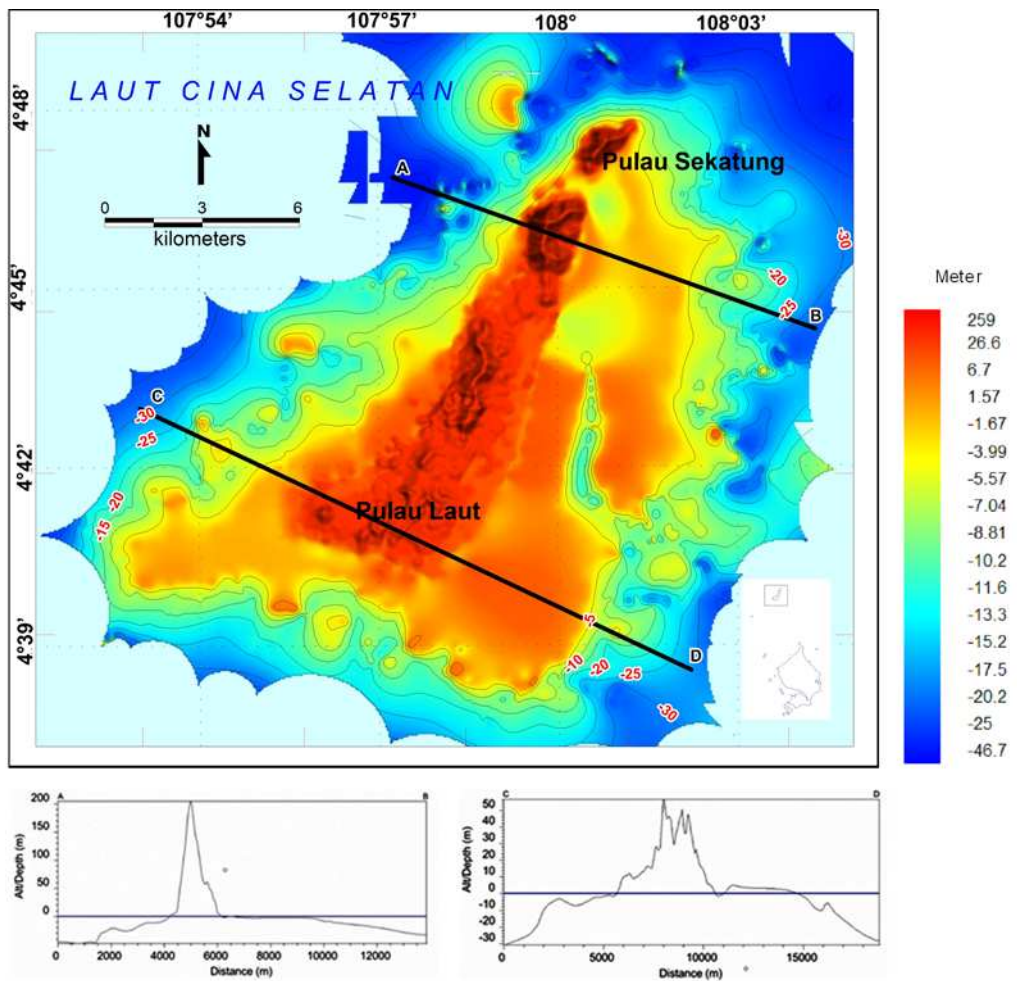 107°54' 107°57' 108° 108°03'
LAUT CINA SELATAN
4°48'
4°45'
4°42'
4°39'
N
0 3 6
kilometers
A
Pulau Sekatung
B
C
Pulau Laut
D
-30
-20
-25
-30
-25
-20
-15
-5
-10
-20
-25
-30
Meter
259
26.6
6.7
1.57
-1.67
-3.99
-5.57
-7.04
-8.81
-10.2
-11.6
-13.3
-15.2
-17.5
-20.2
-25
-46.7
A B
200
150
100
50
0
Alt/Depth (m)
0 2000 4000 6000 8000 10000 12000
Distance (m)
C D
50
40
30
20
10
0
-10
-20
-30
Alt/Depth (m)
0 5000 10000 15000
Distance (m)